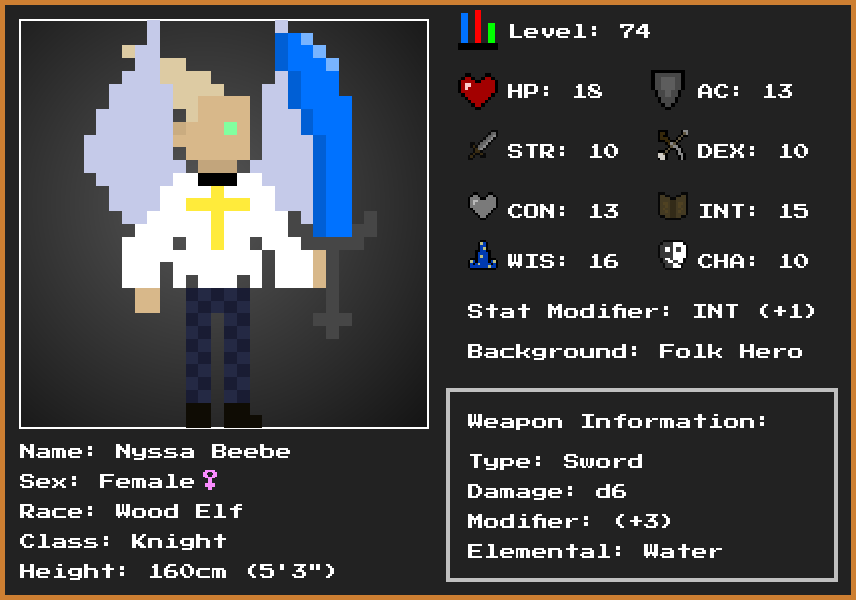 Level: 74
HP: 18
AC: 13
STR: 10
DEX: 10
CON: 13
INT: 15
WIS: 16
CHA: 10
Stat Modifier: INT (+1)
Background: Folk Hero
Weapon Information:
Type: Sword
Damage: d6
Modifier: (+3)
Elemental: Water
Name: Nyssa Beebe
Sex: Female♀
Race: Wood Elf
Class: Knight
Height: 160cm (5'3")